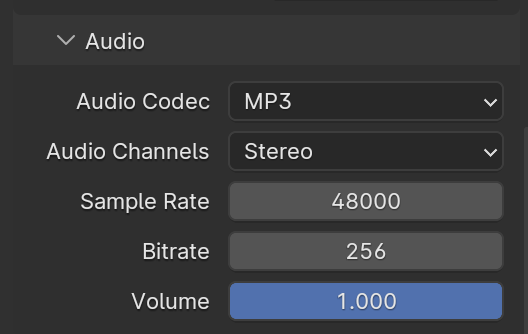 Audio
Audio Codec MP3
Audio Channels Stereo
Sample Rate 48000
Bitrate 256
Volume 1.000